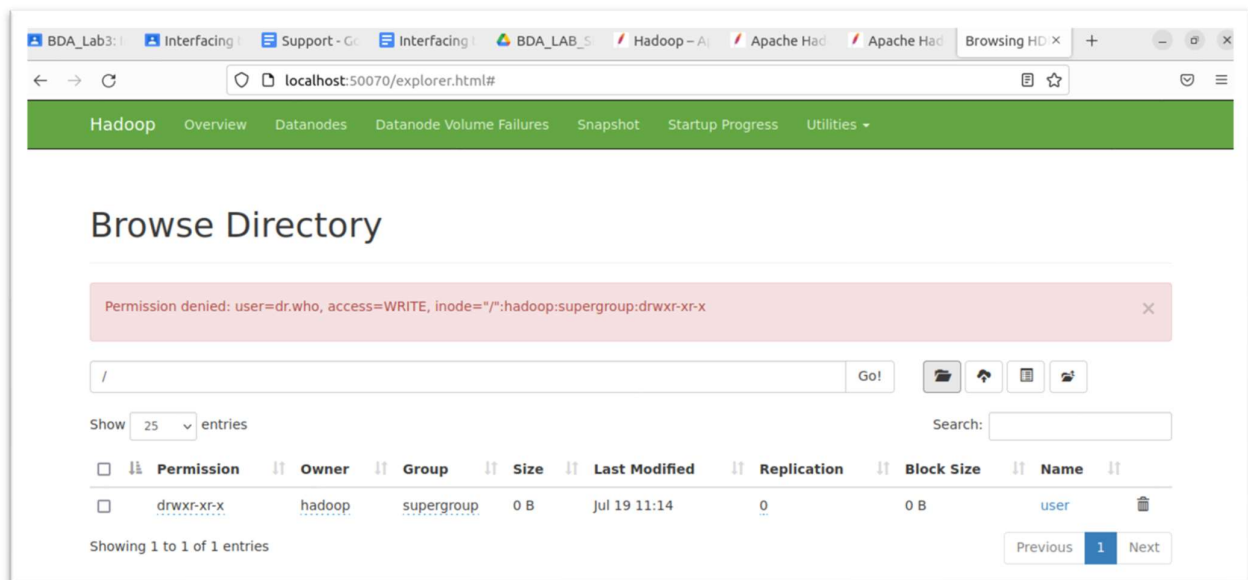 BDA_Lab3: Interfacing Support - Go Interfacing BDA_LAB_S Hadoop – A Apache Had Apache Had Browsing HD × +
localhost:50070/explorer.html#
Hadoop Overview Datanodes Datanode Volume Failures Snapshot Startup Progress Utilities
Browse Directory
Permission denied: user=dr.who, access=WRITE, inode="/":hadoop:supergroup:drwxr-xr-x ×
/ Go!
Show 25 entries Search:
Permission Owner Group Size Last Modified Replication Block Size Name
drwxr-xr-x hadoop supergroup 0 B Jul 19 11:14 0 0 B user
Showing 1 to 1 of 1 entries Previous 1 Next